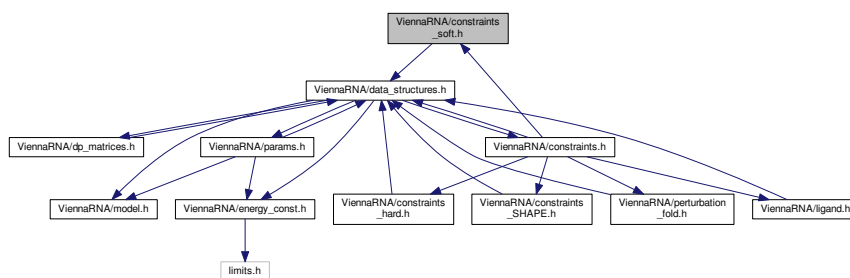 ViennaRNA/constraints
_soft.h
ViennaRNA/data_structures.h
ViennaRNA/dp_matrices.h
ViennaRNA/params.h
ViennaRNA/constraints.h
ViennaRNA/model.h
ViennaRNA/energy_const.h
ViennaRNA/constraints
_hard.h
ViennaRNA/constraints
_SHAPE.h
ViennaRNA/perturbation
_fold.h
ViennaRNA/ligand.h
limits.h